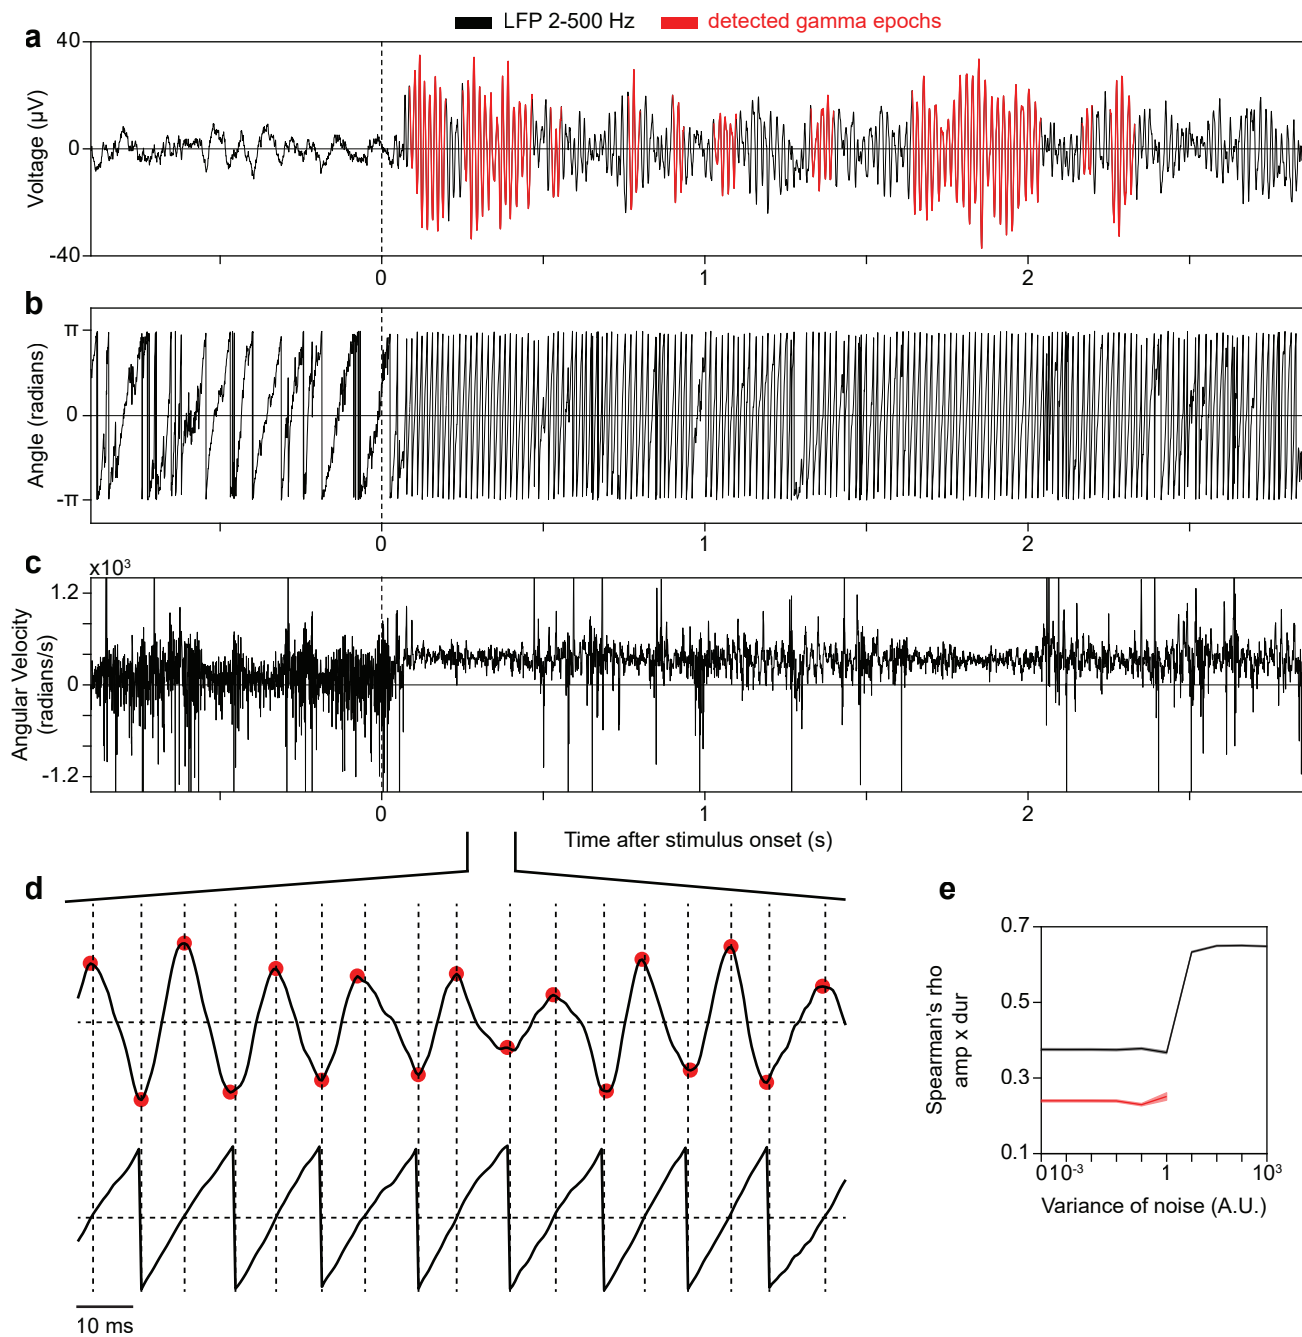 LFP 2-500 Hz detected gamma epochs
a
40
0
-40
Voltage (µV)
0 1 2
b
π
0
-π
Angle (radians)
0 1 2
c
x10³
1.2
0
-1.2
Angular Velocity
(radians/s)
0 1 2
Time after stimulus onset (s)
d
10 ms
e
0.7
0.5
0.3
0.1
Spearman's rho
amp x dur
0 10⁻³ 1 10³
Variance of noise (A.U.)